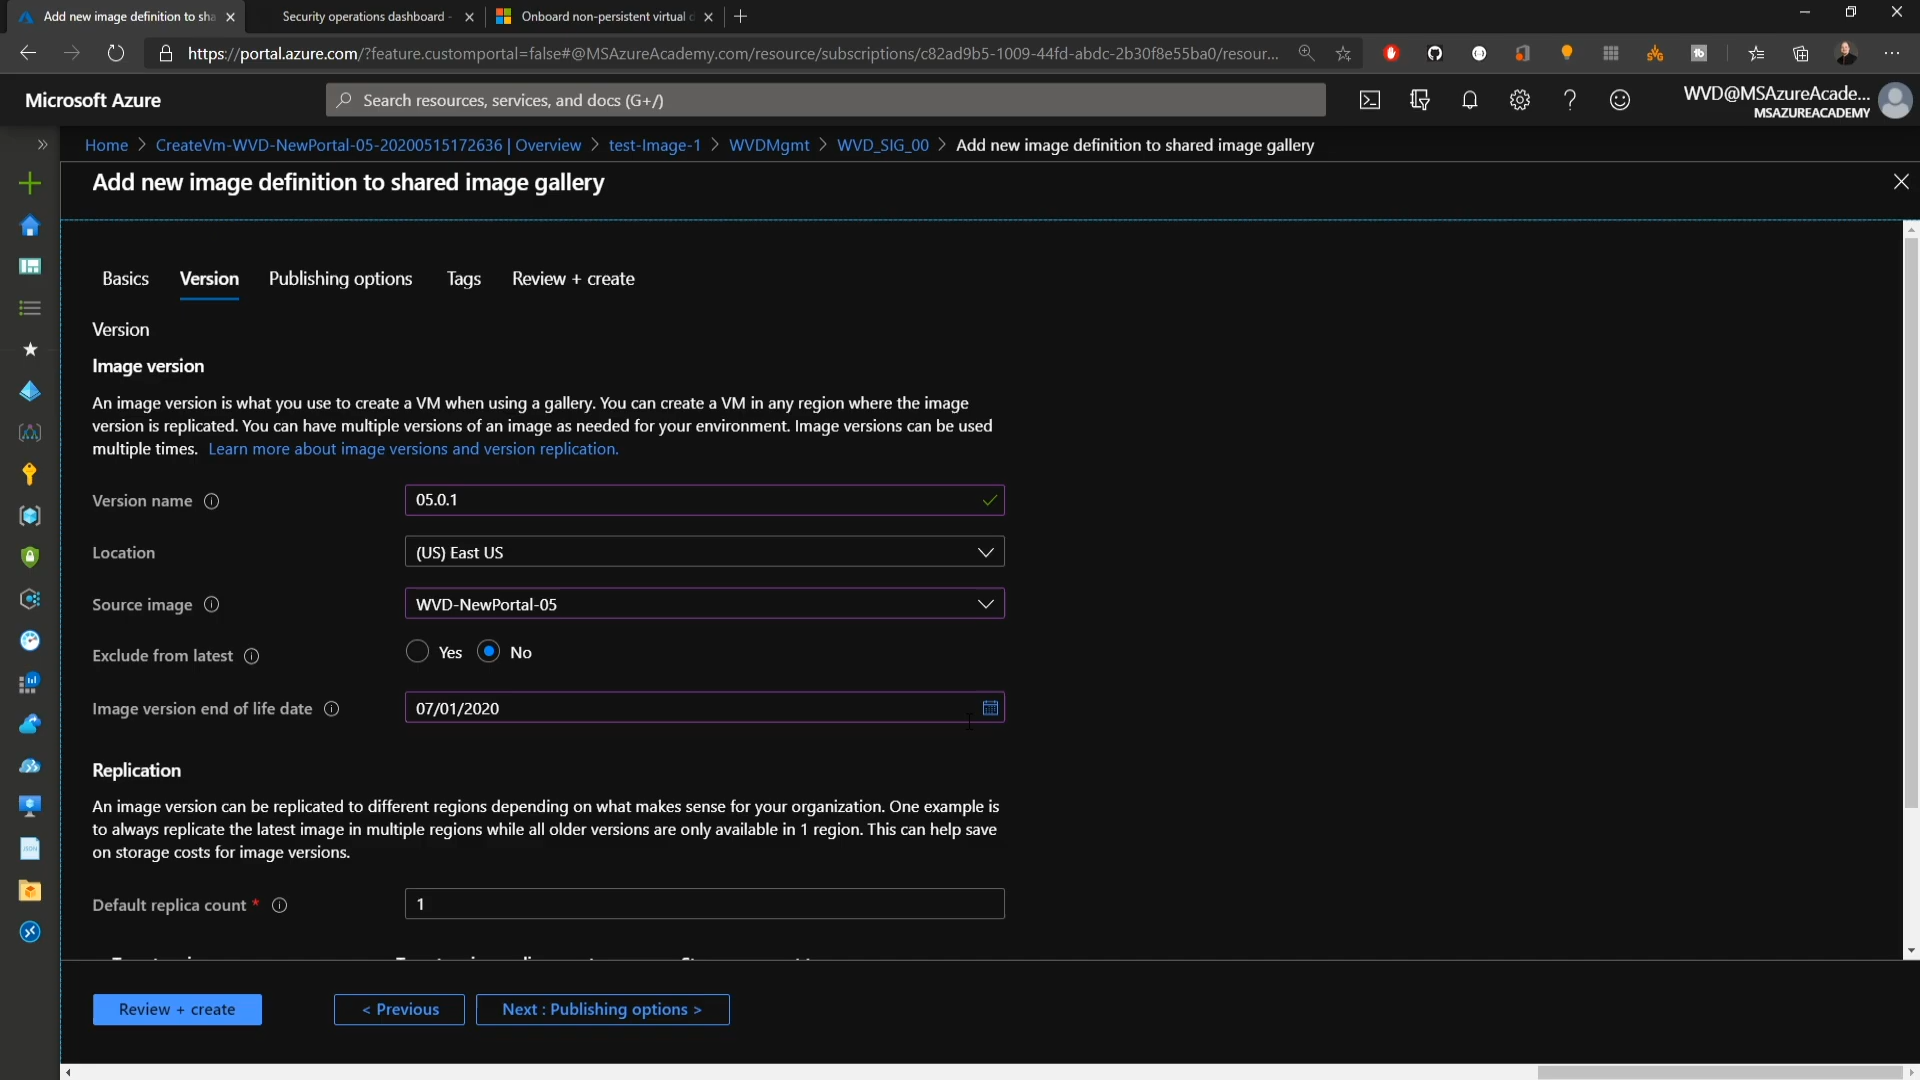 Add new image definition to sha
Security operations dashboard -
Onboard non-persistent virtual d
https://portal.azure.com/?feature.customportal=false#@MSAzureAcademy.com/resource/subscriptions/c82ad9b5-1009-44fd-abdc-2b30f8e55ba0/resour...
Microsoft Azure
Search resources, services, and docs (G+/)
WVD@MSAzureAcade...
MSAZUREACADEMY
Home > CreateVm-WVD-NewPortal-05-20200515172636 | Overview > test-Image-1 > WVDMgmt > WVD_SIG_00 > Add new image definition to shared image gallery
Add new image definition to shared image gallery
Basics Version Publishing options Tags Review + create
Version
Image version
An image version is what you use to create a VM when using a gallery. You can create a VM in any region where the image
version is replicated. You can have multiple versions of an image as needed for your environment. Image versions can be used
multiple times. Learn more about image versions and version replication.
Version name 05.0.1
Location (US) East US
Source image WVD-NewPortal-05
Exclude from latest Yes No
Image version end of life date 07/01/2020
Replication
An image version can be replicated to different regions depending on what makes sense for your organization. One example is
to always replicate the latest image in multiple regions while all older versions are only available in 1 region. This can help save
on storage costs for image versions.
Default replica count * 1
Review + create < Previous Next : Publishing options >